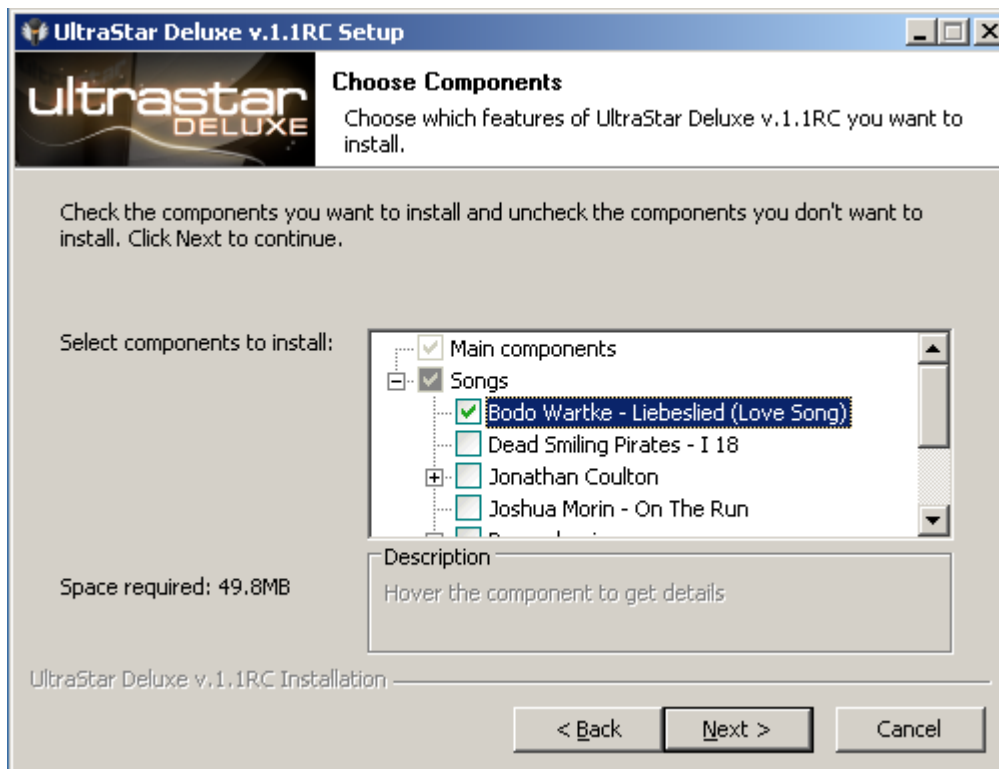 UltraStar Deluxe v.1.1RC Setup
ultrastar
DELUXE
Choose Components
Choose which features of UltraStar Deluxe v.1.1RC you want to
install.
Check the components you want to install and uncheck the components you don't want to
install. Click Next to continue.
Select components to install:
Main components
Songs
Bodo Wartke - Liebeslied (Love Song)
Dead Smiling Pirates - I 18
Jonathan Coulton
Joshua Morin - On The Run
Space required: 49.8MB
Description
Hover the component to get details
UltraStar Deluxe v.1.1RC Installation
< Back
Next >
Cancel